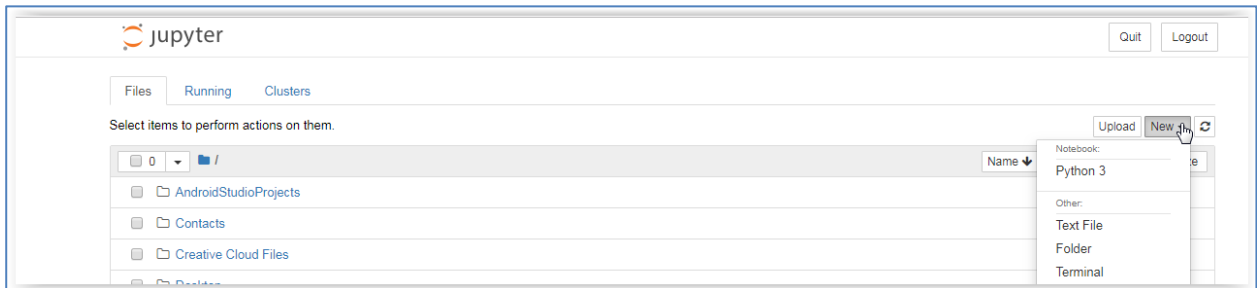 jupyter
Quit Logout
Files Running Clusters
Select items to perform actions on them.
Upload New
0 / Name
Notebook:
Python 3
AndroidStudioProjects
Other:
Contacts
Text File
Creative Cloud Files
Folder
Desktop
Terminal